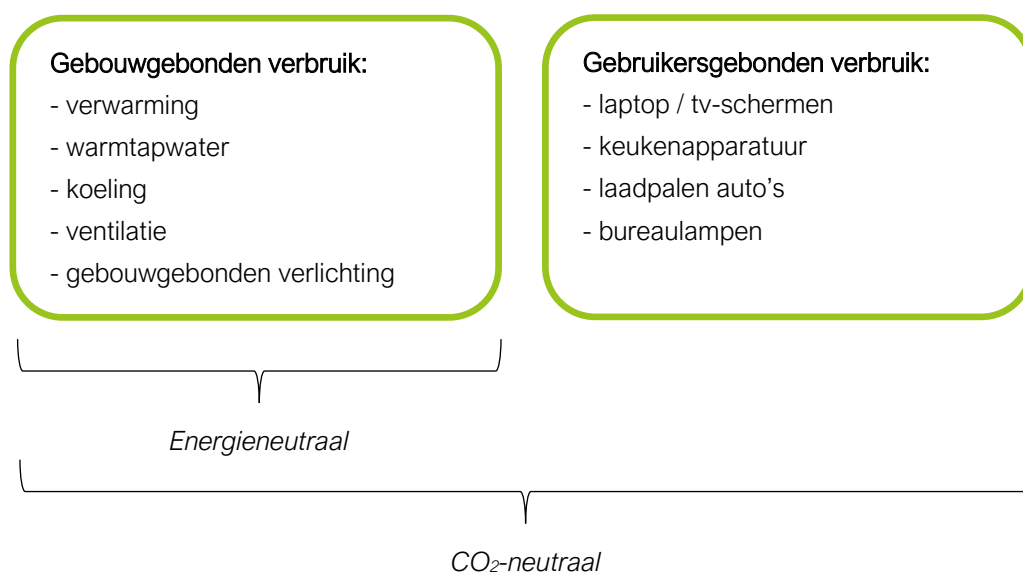 Gebouwgebonden verbruik:
- verwarming
- warmtapwater
- koeling
- ventilatie
- gebouwgebonden verlichting
Gebruikersgebonden verbruik:
- laptop / tv-schermen
- keukenapparatuur
- laadpalen auto's
- bureaulampen
Energieneutraal
CO₂-neutraal